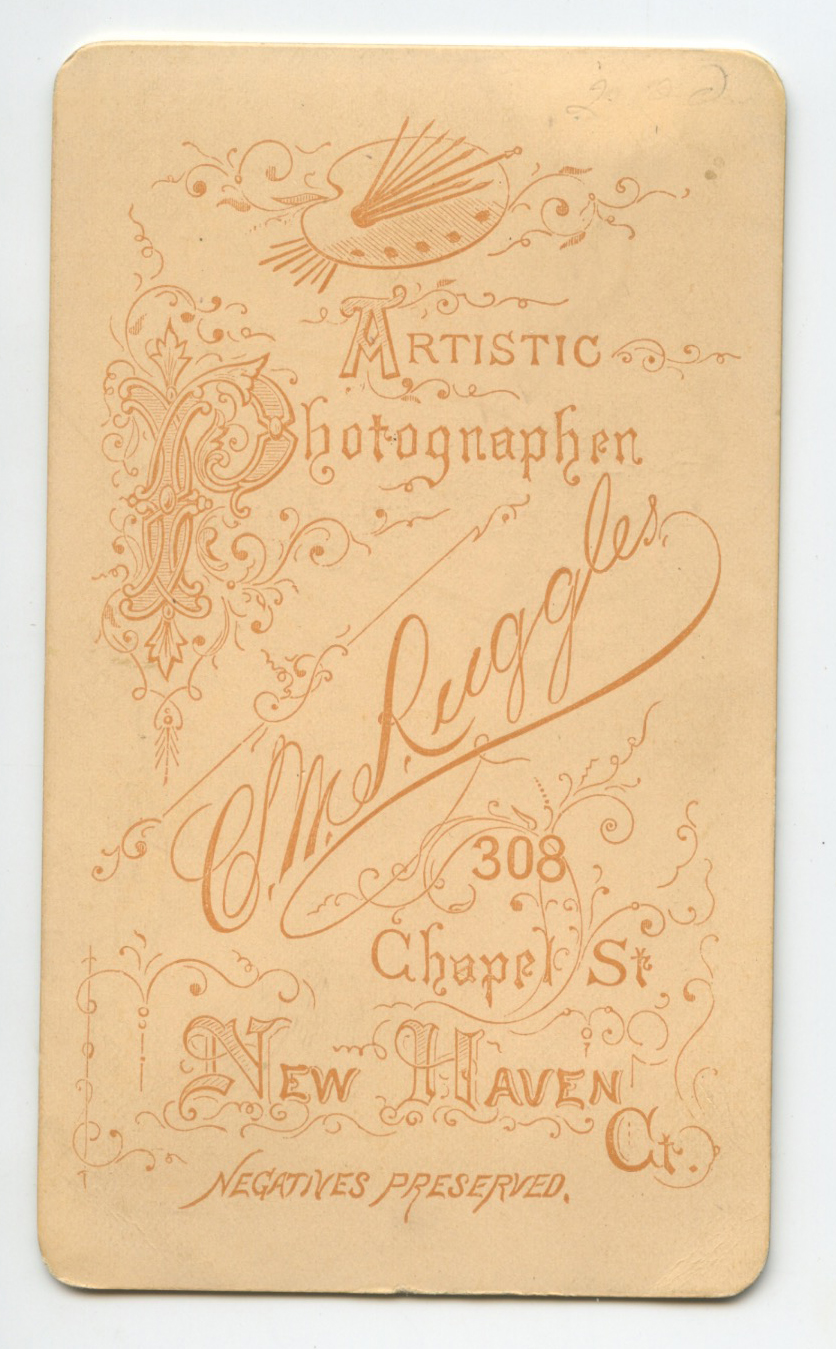 ARTISTIC
Photographer
C. M. Ruggles,
308
Chapel St
NEW HAVEN
Ct.
NEGATIVES PRESERVED.